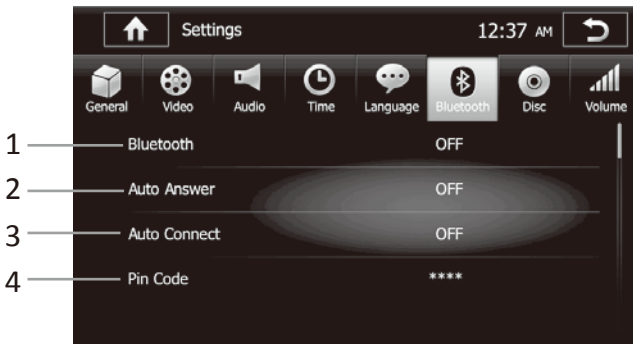 Settings 12:37 AM
General Video Audio Time Language Bluetooth Disc Volume
1 Bluetooth OFF
2 Auto Answer OFF
3 Auto Connect OFF
4 Pin Code ****